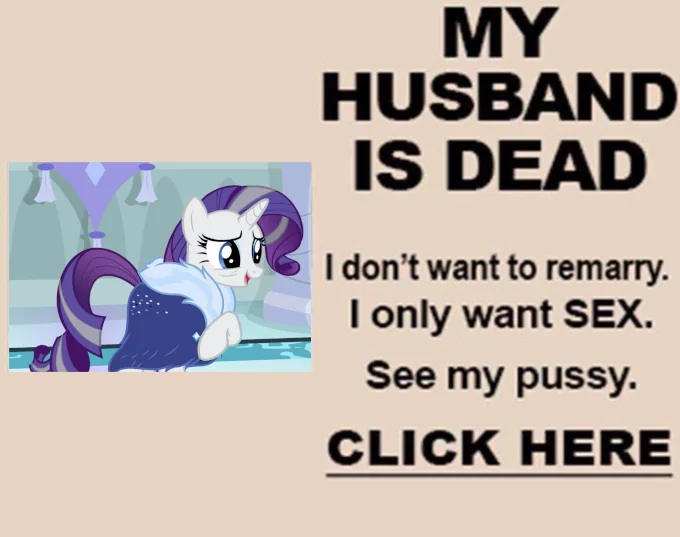 MY
HUSBAND
IS DEAD
I don't want to remarry.
I only want SEX.
See my pussy.
CLICK HERE